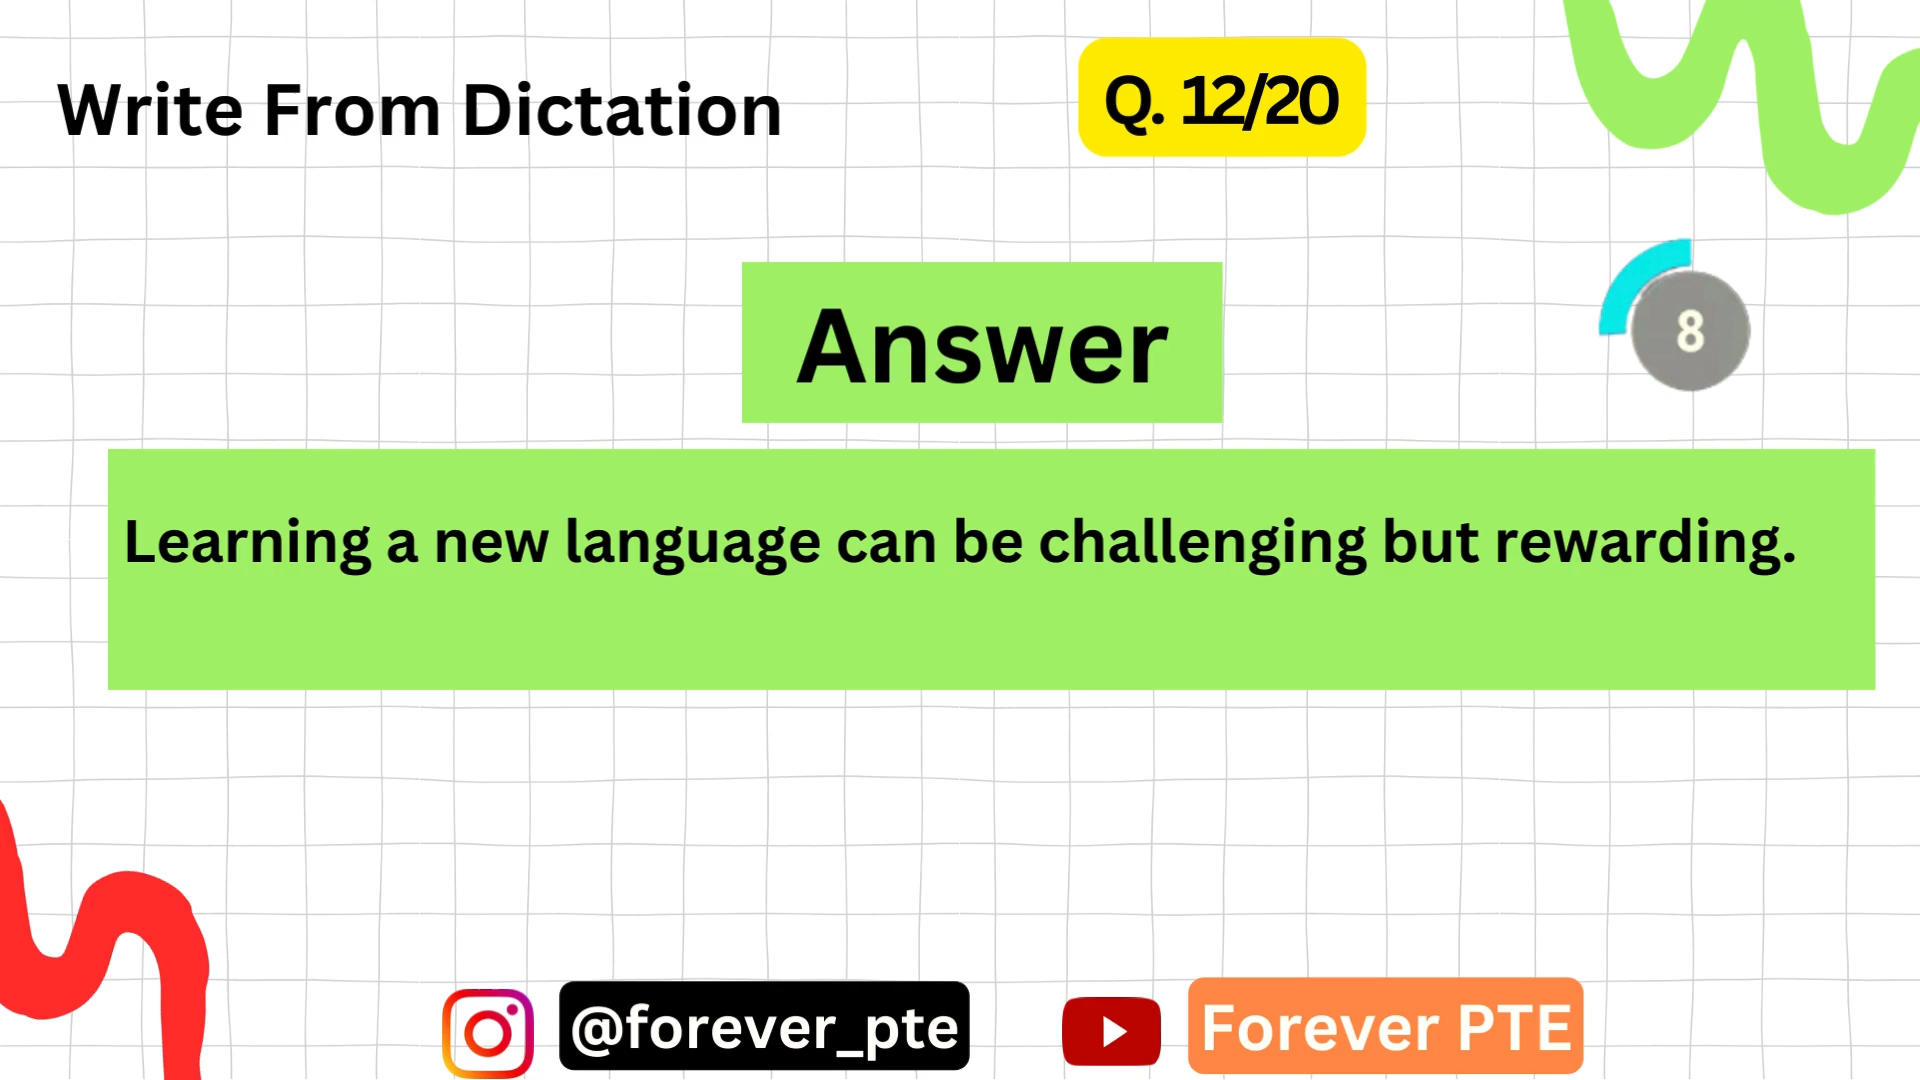 Write From Dictation
Q. 12/20
Answer
8
Learning a new language can be challenging but rewarding.
@forever_pte
Forever PTE